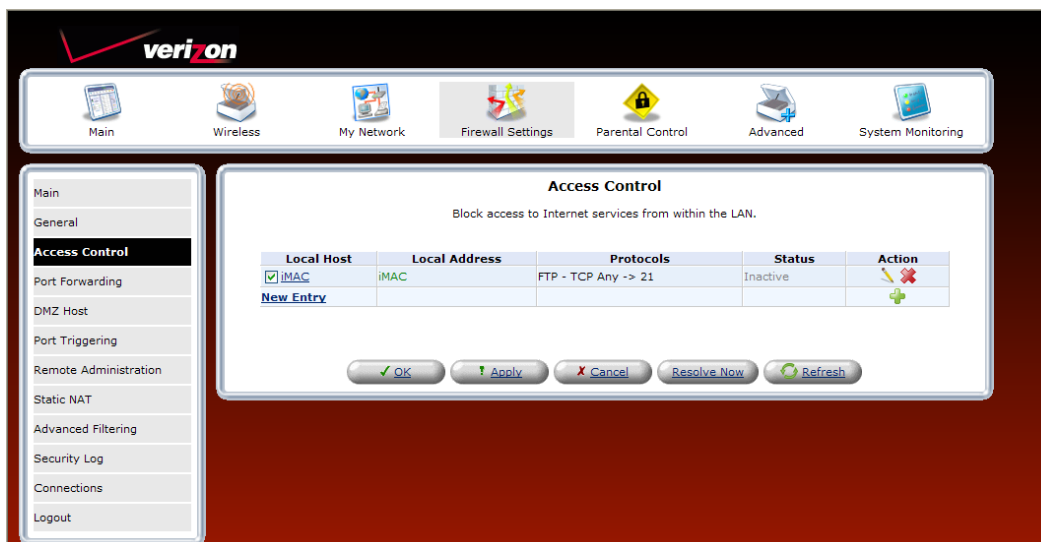 verizon
Main Wireless My Network Firewall Settings Parental Control Advanced System Monitoring
Main
General
Access Control
Port Forwarding
DMZ Host
Port Triggering
Remote Administration
Static NAT
Advanced Filtering
Security Log
Connections
Logout
Access Control
Block access to Internet services from within the LAN.
Local Host Local Address Protocols Status Action
iMAC iMAC FTP - TCP Any -> 21 Inactive
New Entry
OK Apply Cancel Resolve Now Refresh